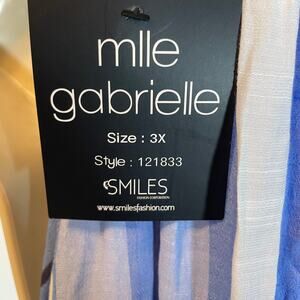 mlle
gabrielle
Size : 3X
Style : 121833
SMILES
FASHION CORPORATION
www.smilesfashion.com